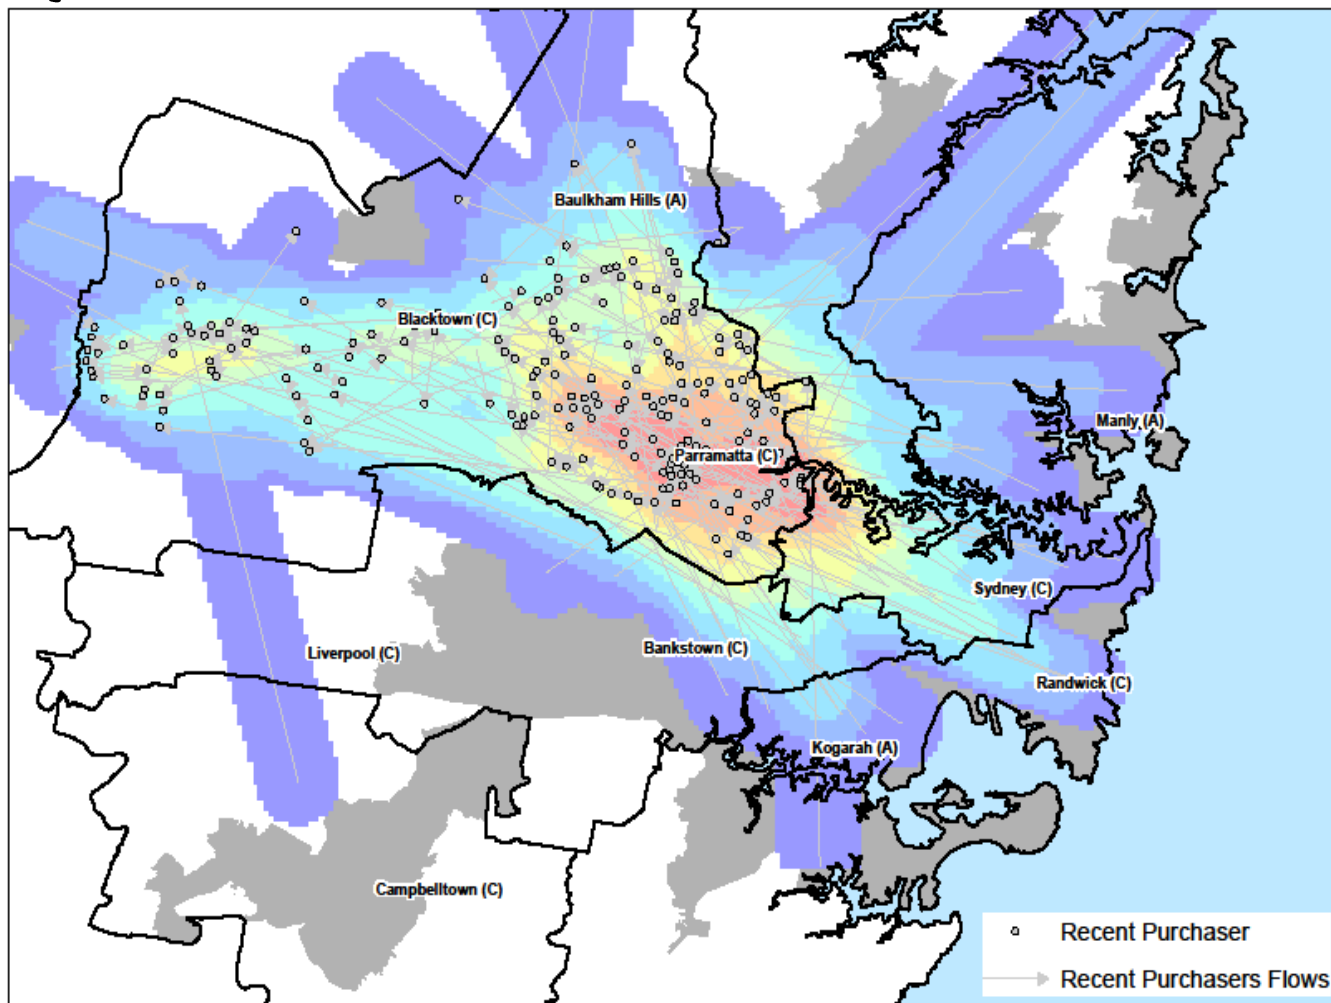 Baulkham Hills (A)
Blacktown (C)
Manly (A)
Parramatta (C)
Sydney (C)
Liverpool (C)
Bankstown (C)
Randwick (C)
Kogarah (A)
Campbelltown (C)
Recent Purchaser
Recent Purchasers Flows